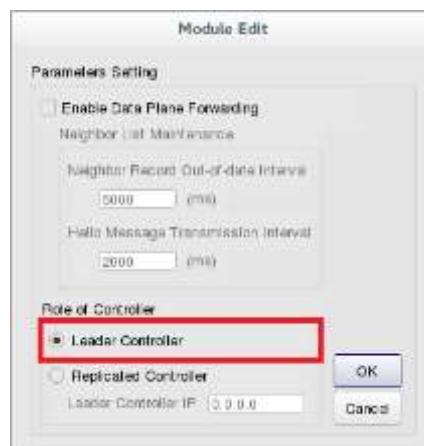 Module Edit
Parameters Setting
Enable Data Plane Forwarding
Neighbor List Maintenance
Neighbor Record Out-of-date Interval
5000 (ms)
Hello Message Transmission Interval
2000 (ms)
Role of Controller
Leader Controller
Replicated Controller
Leader Controller IP: 0.0.0.0
OK
Cancel